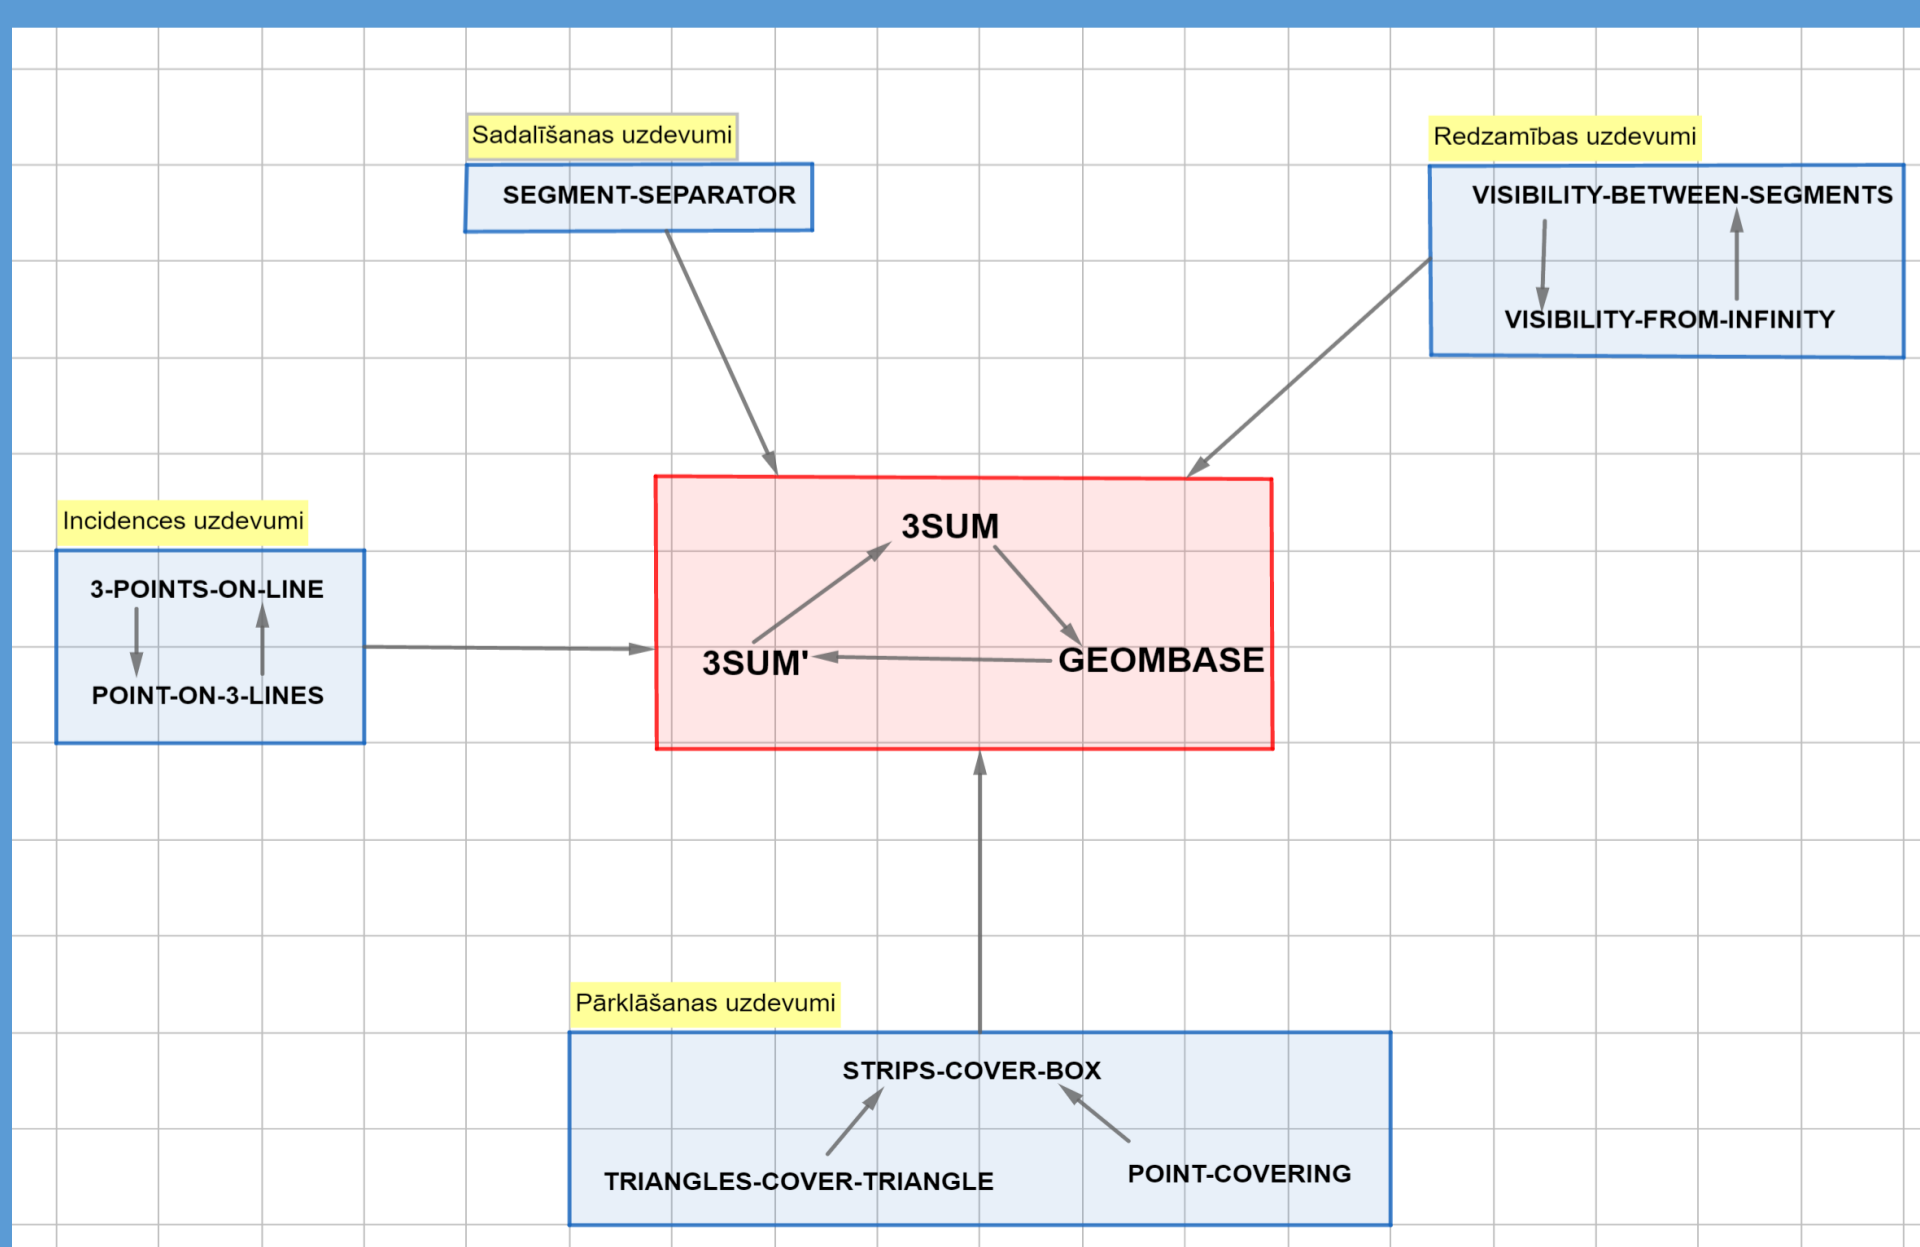 Sadalīšanas uzdevumi
SEGMENT-SEPARATOR
Redzamības uzdevumi
VISIBILITY-BETWEEN-SEGMENTS
VISIBILITY-FROM-INFINITY
Incidences uzdevumi
3-POINTS-ON-LINE
POINT-ON-3-LINES
3SUM
3SUM'
GEOMBASE
Pārklāšanas uzdevumi
STRIPS-COVER-BOX
TRIANGLES-COVER-TRIANGLE
POINT-COVERING